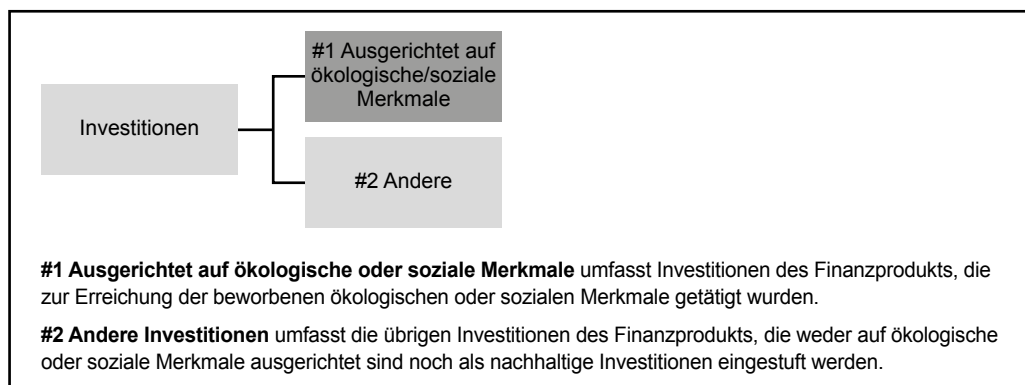 #1 Ausgerichtet auf
ökologische/soziale
Merkmale
Investitionen
#2 Andere
#1 Ausgerichtet auf ökologische oder soziale Merkmale umfasst Investitionen des Finanzprodukts, die
zur Erreichung der beworbenen ökologischen oder sozialen Merkmale getätigt wurden.
#2 Andere Investitionen umfasst die übrigen Investitionen des Finanzprodukts, die weder auf ökologische
oder soziale Merkmale ausgerichtet sind noch als nachhaltige Investitionen eingestuft werden.